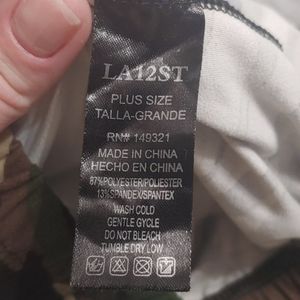 LA12ST
PLUS SIZE
TALLA-GRANDE
RN# 149321
MADE IN CHINA
HECHO EN CHINA
87%POLYESTER/POLIESTER
13%SPANDEX/SPANTEX
WASH COLD
GENTLE GYCLE
DO NOT BLEACH
TUMBLE DRY LOW